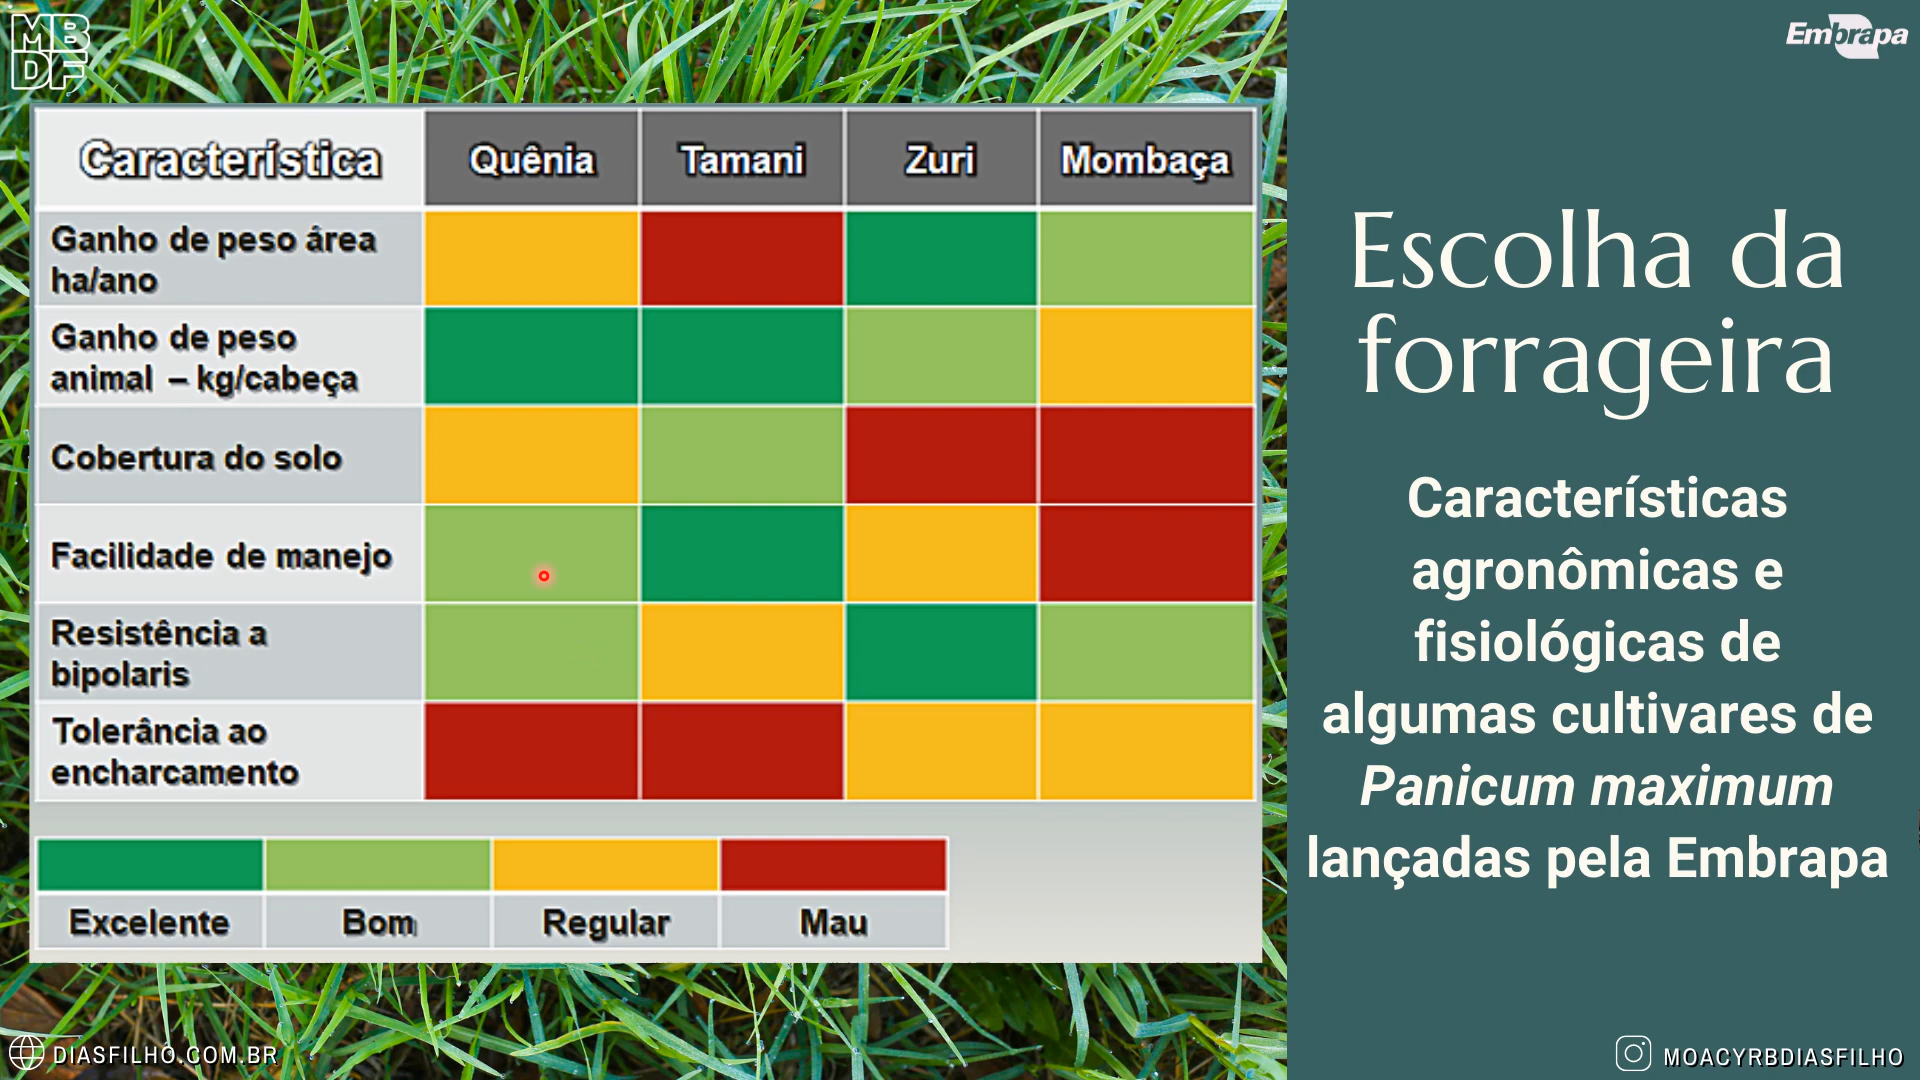 MB
DF
Embrapa
Característica Quênia Tamani Zuri Mombaça
Ganho de peso área
ha/ano
Ganho de peso
animal – kg/cabeça
Cobertura do solo
Facilidade de manejo
Resistência a
bipolaris
Tolerância ao
encharcamento
Excelente Bom Regular Mau
Escolha da
forrageira
Características
agronômicas e
fisiológicas de
algumas cultivares de
Panicum maximum
lançadas pela Embrapa
DIASFILHO.COM.BR
MOACYRBDIASFILHO